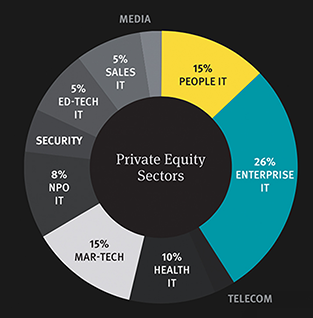 MEDIA
5%
SALES
IT
15%
PEOPLE IT
5%
ED-TECH
IT
SECURITY
Private Equity
Sectors
26%
ENTERPRISE
IT
8%
NPO
IT
15%
MAR-TECH
10%
HEALTH
IT
TELECOM